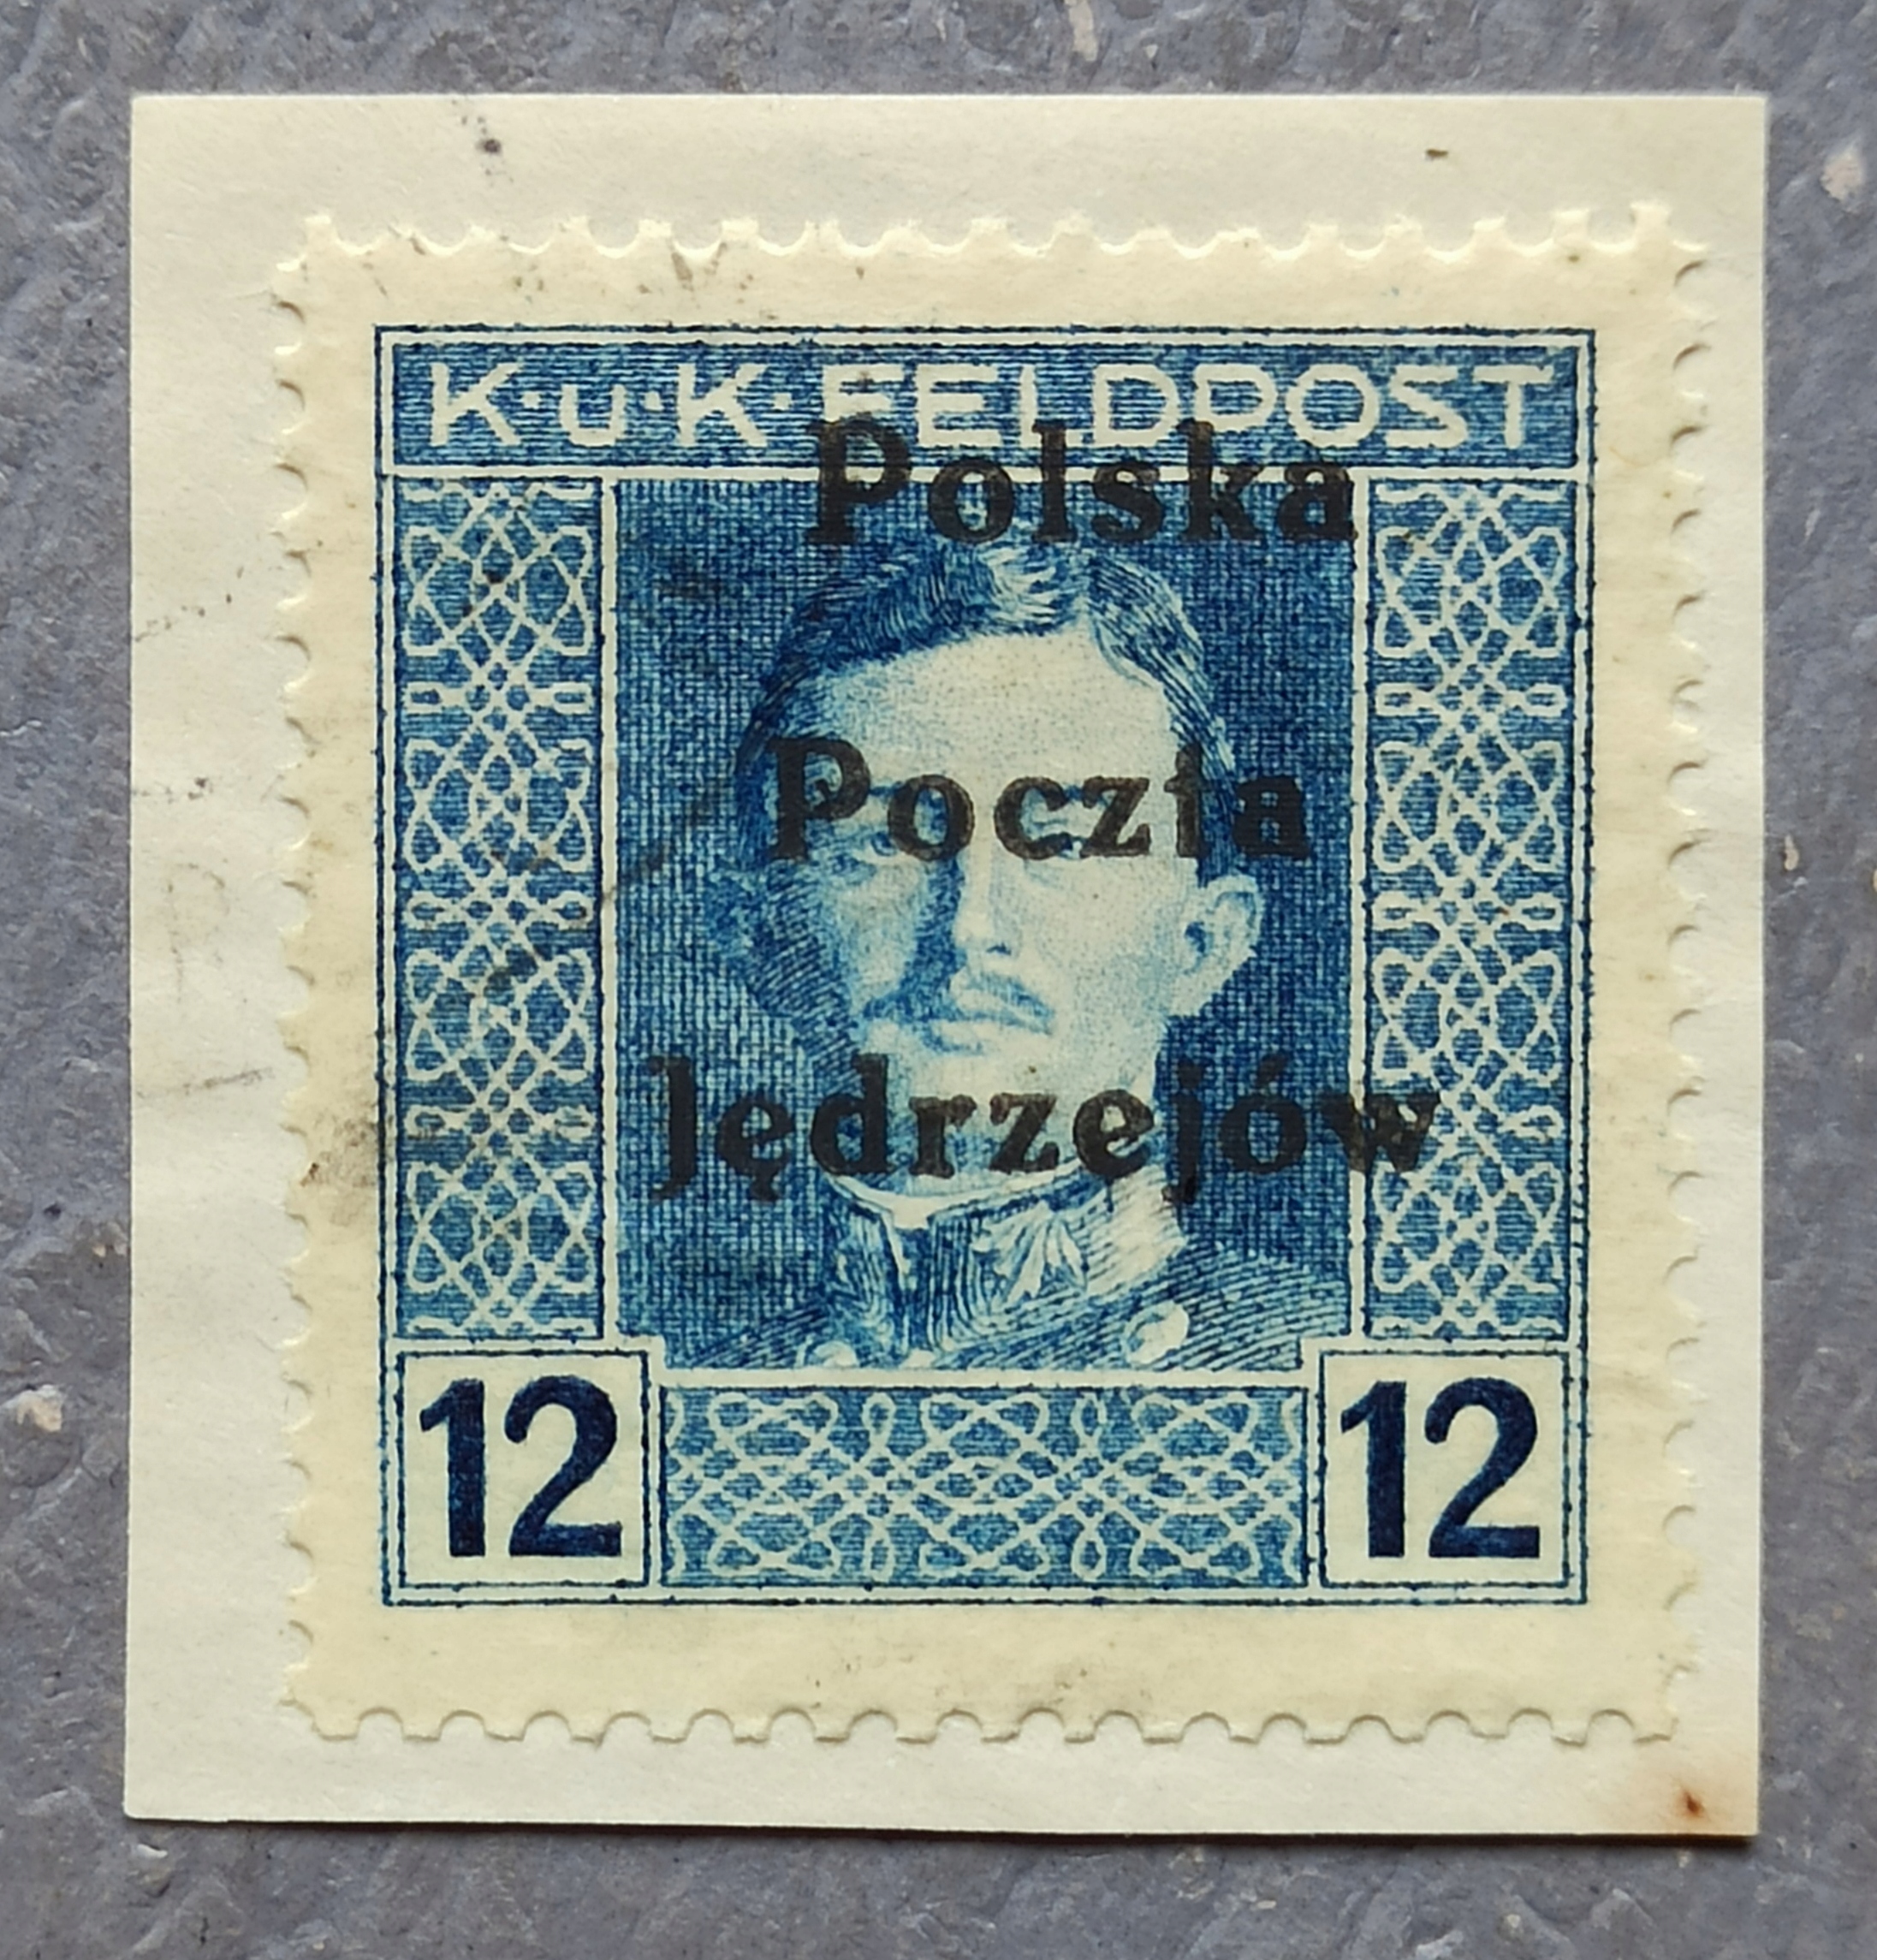 K·u·K·FELDPOST
Polska
Poczta
Jędrzejów
12 12